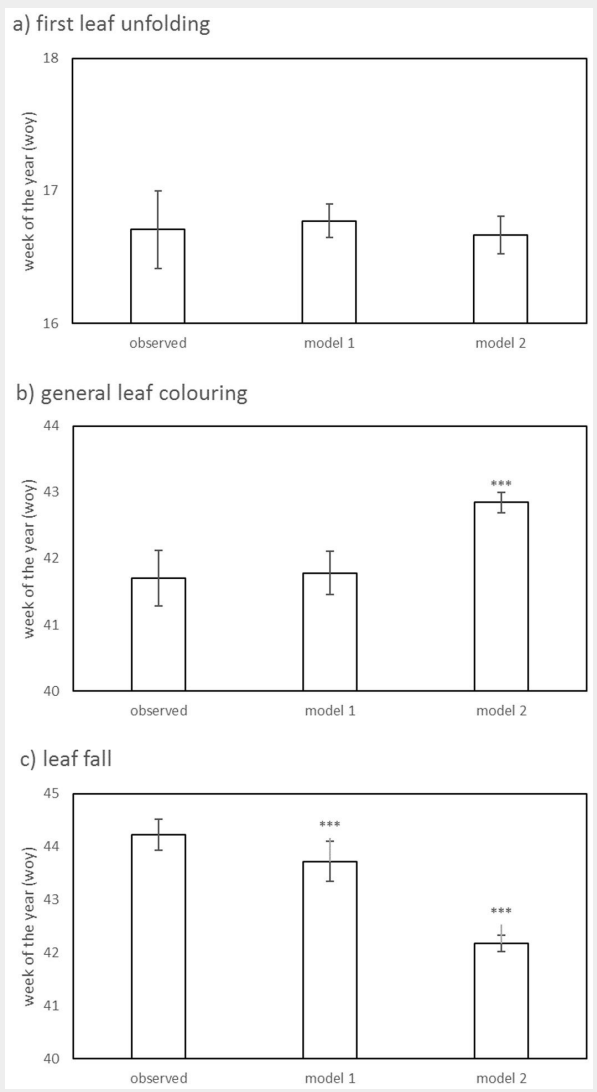 a) first leaf unfolding
18
17
16
week of the year (woy)
observed model 1 model 2
b) general leaf colouring
44
43
42
41
40
week of the year (woy)
***
observed model 1 model 2
c) leaf fall
45
44
43
42
41
40
week of the year (woy)
***
***
observed model 1 model 2